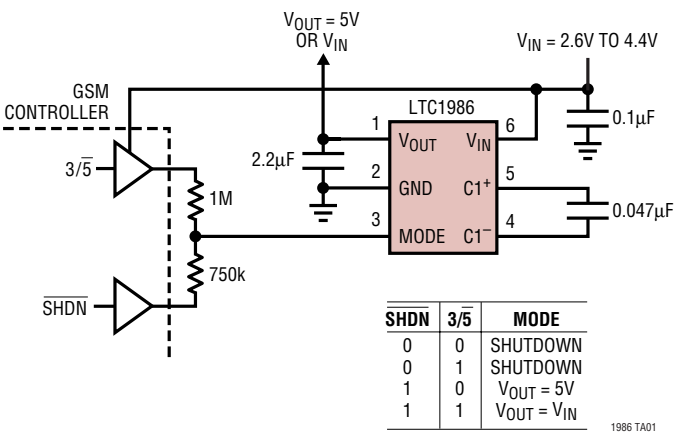 V_OUT = 5V
OR V_IN
V_IN = 2.6V TO 4.4V
GSM
CONTROLLER
LTC1986
3/5̅
1M
750k
S̅H̅D̅N̅
2.2µF
1
2
3
V_OUT
GND
MODE
V_IN
C1⁺
C1⁻
6
5
4
0.1µF
0.047µF
S̅H̅D̅N̅ 3/5̅ MODE
0 0 SHUTDOWN
0 1 SHUTDOWN
1 0 V_OUT = 5V
1 1 V_OUT = V_IN
1986 TA01